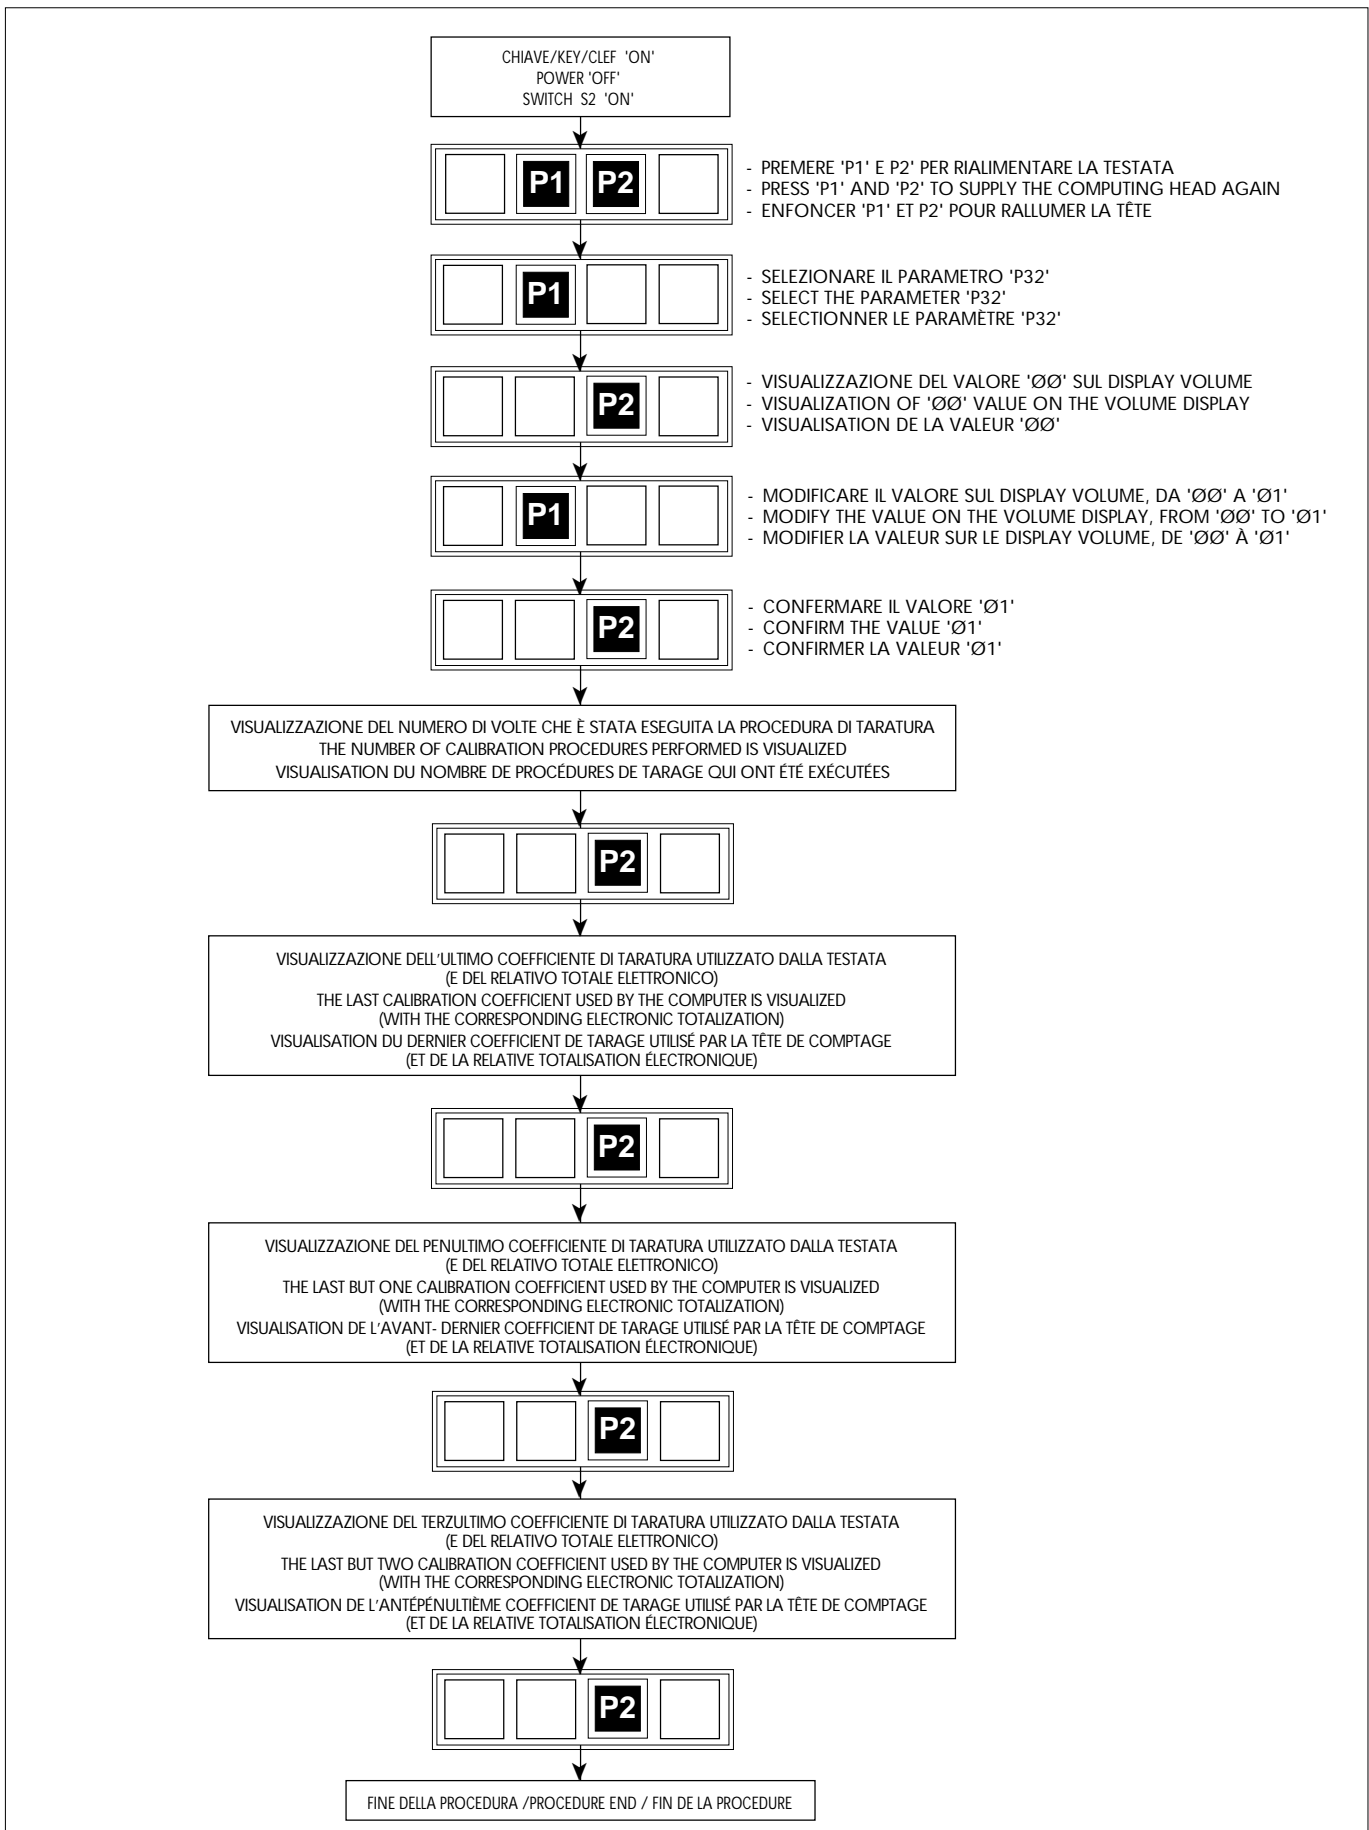 CHIAVE/KEY/CLEF 'ON'
POWER 'OFF'
SWITCH S2 'ON'
P1 P2
- PREMERE 'P1' E P2' PER RIALIMENTARE LA TESTATA
- PRESS 'P1' AND 'P2' TO SUPPLY THE COMPUTING HEAD AGAIN
- ENFONCER 'P1' ET P2' POUR RALLUMER LA TÊTE
P1
- SELEZIONARE IL PARAMETRO 'P32'
- SELECT THE PARAMETER 'P32'
- SELECTIONNER LE PARAMÈTRE 'P32'
P2
- VISUALIZZAZIONE DEL VALORE 'ØØ' SUL DISPLAY VOLUME
- VISUALIZATION OF 'ØØ' VALUE ON THE VOLUME DISPLAY
- VISUALISATION DE LA VALEUR 'ØØ'
P1
- MODIFICARE IL VALORE SUL DISPLAY VOLUME, DA 'ØØ' A 'Ø1'
- MODIFY THE VALUE ON THE VOLUME DISPLAY, FROM 'ØØ' TO 'Ø1'
- MODIFIER LA VALEUR SUR LE DISPLAY VOLUME, DE 'ØØ' À 'Ø1'
P2
- CONFERMARE IL VALORE 'Ø1'
- CONFIRM THE VALUE 'Ø1'
- CONFIRMER LA VALEUR 'Ø1'
VISUALIZZAZIONE DEL NUMERO DI VOLTE CHE È STATA ESEGUITA LA PROCEDURA DI TARATURA
THE NUMBER OF CALIBRATION PROCEDURES PERFORMED IS VISUALIZED
VISUALISATION DU NOMBRE DE PROCÉDURES DE TARAGE QUI ONT ÉTÉ EXÉCUTÉES
P2
VISUALIZZAZIONE DELL'ULTIMO COEFFICIENTE DI TARATURA UTILIZZATO DALLA TESTATA
(E DEL RELATIVO TOTALE ELETTRONICO)
THE LAST CALIBRATION COEFFICIENT USED BY THE COMPUTER IS VISUALIZED
(WITH THE CORRESPONDING ELECTRONIC TOTALIZATION)
VISUALISATION DU DERNIER COEFFICIENT DE TARAGE UTILISÉ PAR LA TÊTE DE COMPTAGE
(ET DE LA RELATIVE TOTALISATION ÉLECTRONIQUE)
P2
VISUALIZZAZIONE DEL PENULTIMO COEFFICIENTE DI TARATURA UTILIZZATO DALLA TESTATA
(E DEL RELATIVO TOTALE ELETTRONICO)
THE LAST BUT ONE CALIBRATION COEFFICIENT USED BY THE COMPUTER IS VISUALIZED
(WITH THE CORRESPONDING ELECTRONIC TOTALIZATION)
VISUALISATION DE L'AVANT- DERNIER COEFFICIENT DE TARAGE UTILISÉ PAR LA TÊTE DE COMPTAGE
(ET DE LA RELATIVE TOTALISATION ÉLECTRONIQUE)
P2
VISUALIZZAZIONE DEL TERZULTIMO COEFFICIENTE DI TARATURA UTILIZZATO DALLA TESTATA
(E DEL RELATIVO TOTALE ELETTRONICO)
THE LAST BUT TWO CALIBRATION COEFFICIENT USED BY THE COMPUTER IS VISUALIZED
(WITH THE CORRESPONDING ELECTRONIC TOTALIZATION)
VISUALISATION DE L'ANTÉPÉNULTIÈME COEFFICIENT DE TARAGE UTILISÉ PAR LA TÊTE DE COMPTAGE
(ET DE LA RELATIVE TOTALISATION ÉLECTRONIQUE)
P2
FINE DELLA PROCEDURA /PROCEDURE END / FIN DE LA PROCEDURE